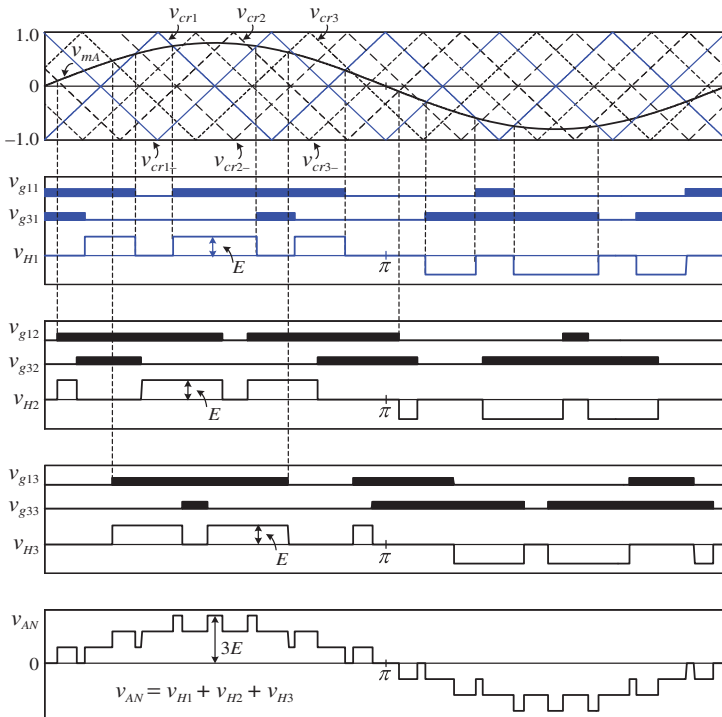 v_cr1 v_cr2 v_cr3
1.0
v_mA
0
−1.0
v_cr1− v_cr2− v_cr3−
v_g11
v_g31
v_H1
E
π
v_g12
v_g32
v_H2
E
π
v_g13
v_g33
v_H3
E
π
v_AN
3E
0
π
v_AN = v_H1 + v_H2 + v_H3